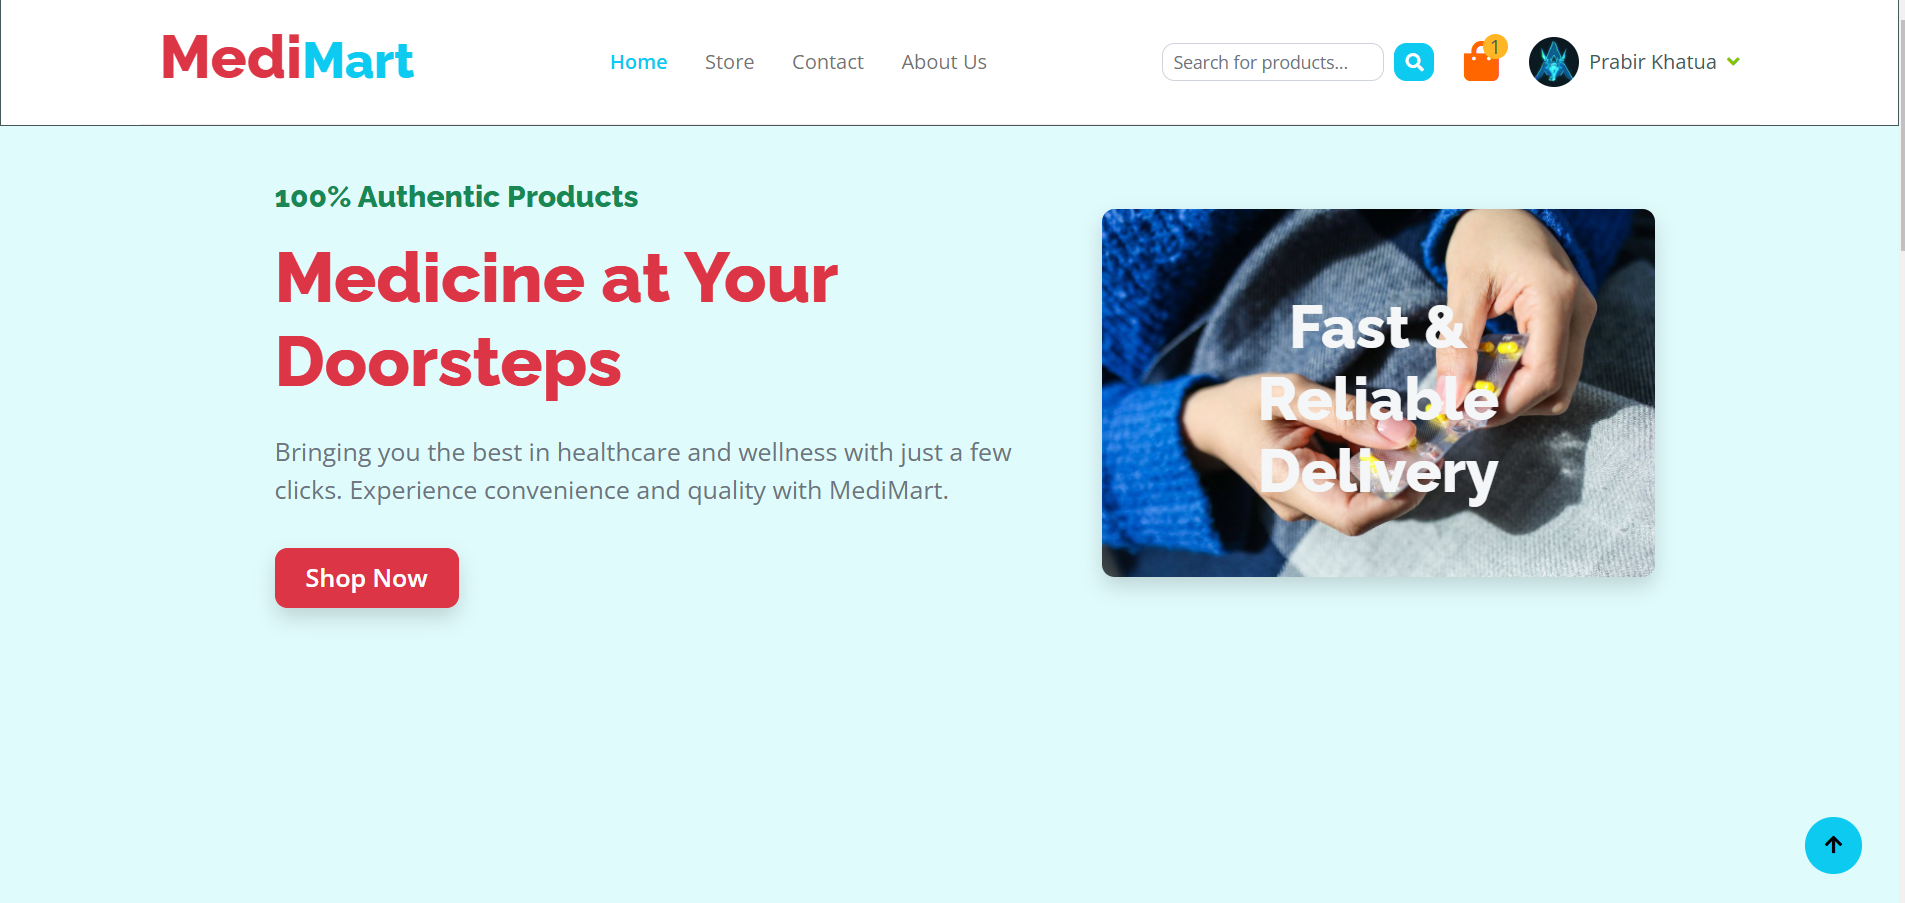 MediMart
Home Store Contact About Us
Search for products...
1
Prabir Khatua
100% Authentic Products
Medicine at Your
Doorsteps
Bringing you the best in healthcare and wellness with just a few
clicks. Experience convenience and quality with MediMart.
Shop Now
Fast &
Reliable
Delivery